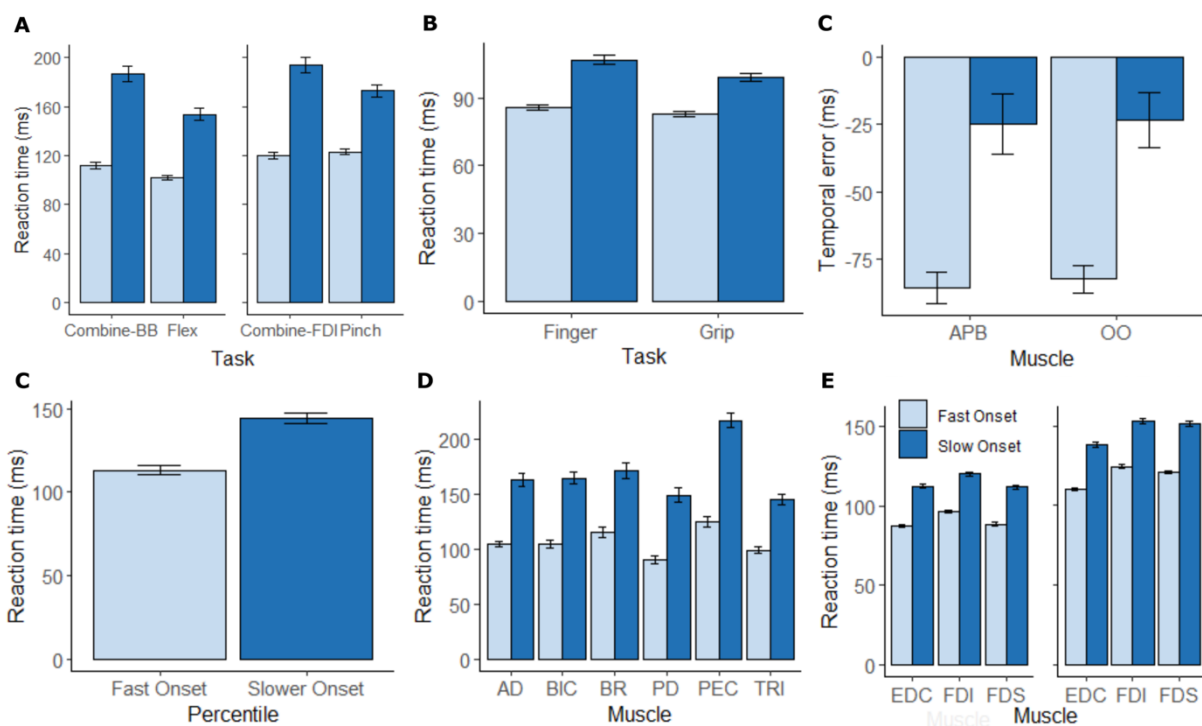 A
Reaction time (ms)
200
160
120
80
40
0
Combine-BB Flex Combine-FDI Pinch
Task
B
Reaction time (ms)
90
60
30
0
Finger Grip
Task
C
Temporal error (ms)
0
-25
-50
-75
APB OO
Muscle
C
Reaction time (ms)
150
100
50
0
Fast Onset Slower Onset
Percentile
D
Reaction time (ms)
200
150
100
50
0
AD BIC BR PD PEC TRI
Muscle
E
Fast Onset
Slow Onset
Reaction time (ms)
150
100
50
0
EDC FDI FDS EDC FDI FDS
Muscle Muscle